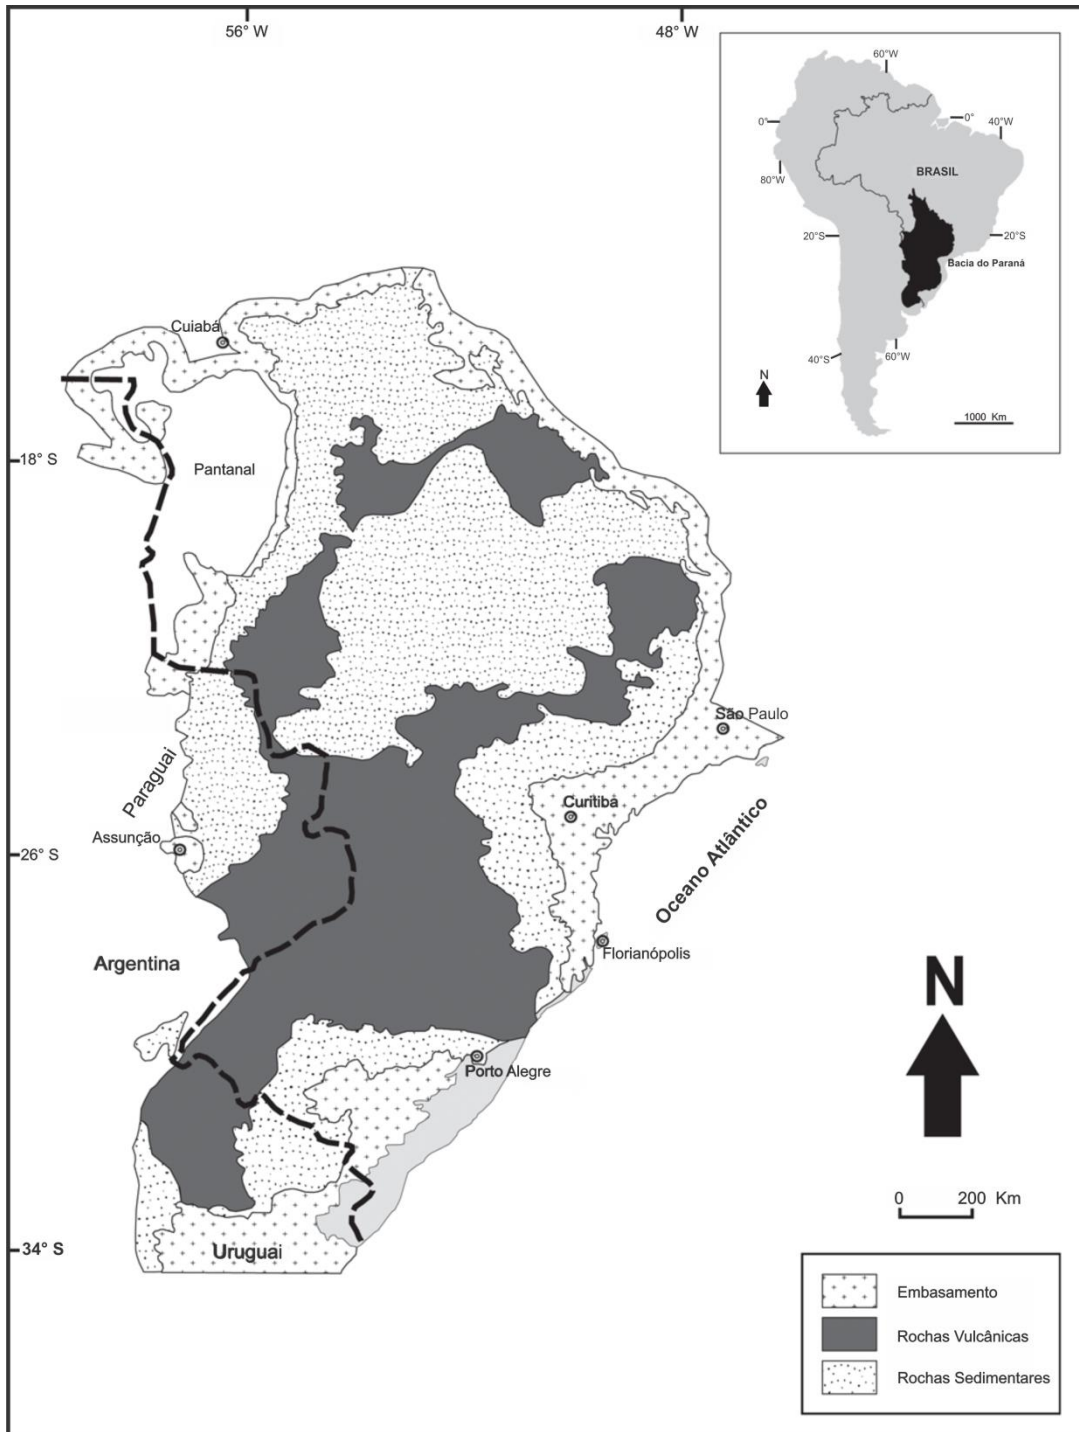 56° W
48° W
60°W
0°
0°
40°W
80°W
BRASIL
20°S
20°S
Bacia do Paraná
40°S
60°W
N
1000 Km
Cuiabá
18° S
Pantanal
São Paulo
Paraguai
Curitiba
Assunção
26° S
Oceano Atlântico
Florianópolis
Argentina
N
Porto Alegre
0 200 Km
34° S
Uruguai
Embasamento
Rochas Vulcânicas
Rochas Sedimentares